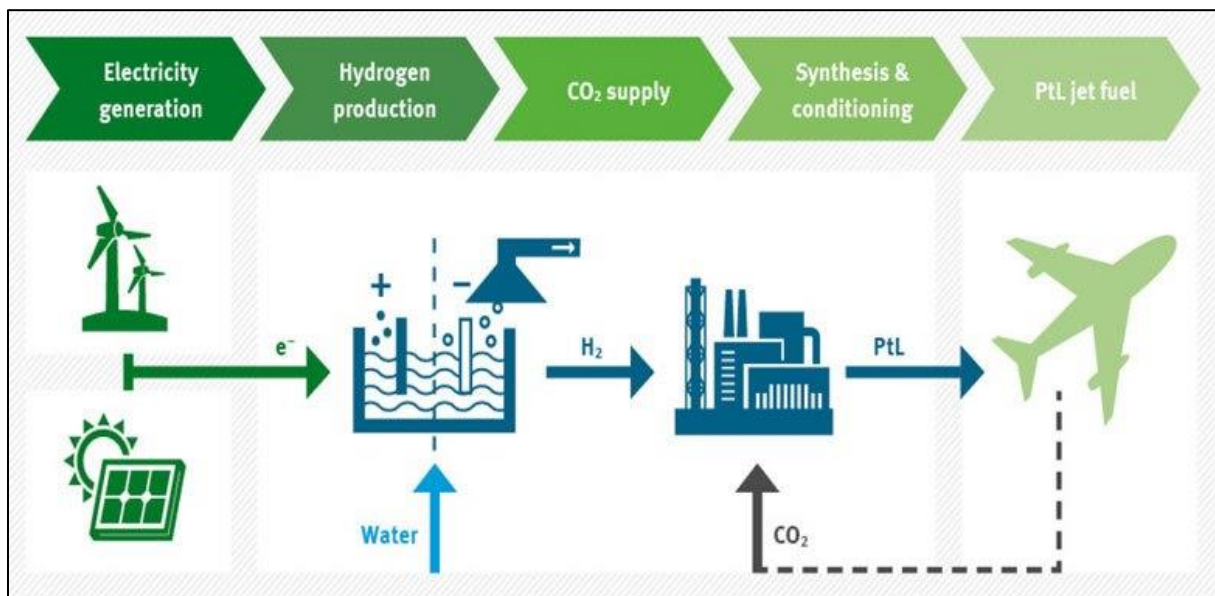 Electricity
generation
Hydrogen
production
CO₂ supply
Synthesis &
conditioning
PtL jet fuel
+
−
e⁻
H₂
PtL
Water
CO₂